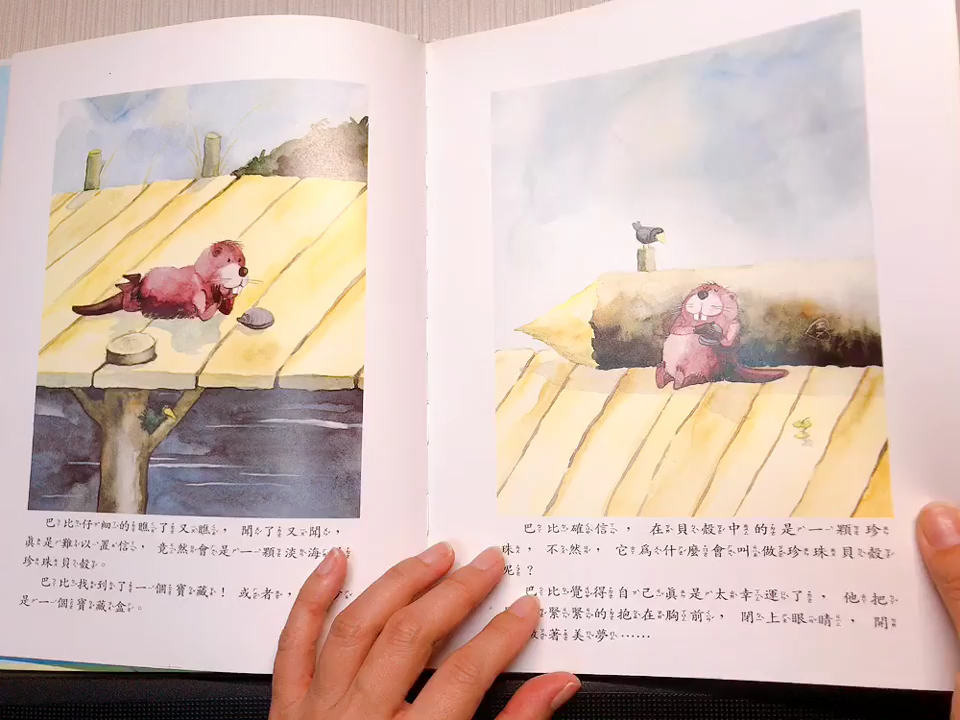 巴比仔細的瞧了又瞧，聞了又聞，
真是難以置信，竟然會是一顆淡海
珍珠貝殼。
巴比找到了一個寶藏！或者，
是一個寶藏盒。
巴比確信，在貝殼中的是一顆珍
珠，不然，它為什麼會叫做珍珠貝殼
呢？
巴比覺得自己真是太幸運了，他把
緊緊的抱在胸前，閉上眼睛，開
著美夢……